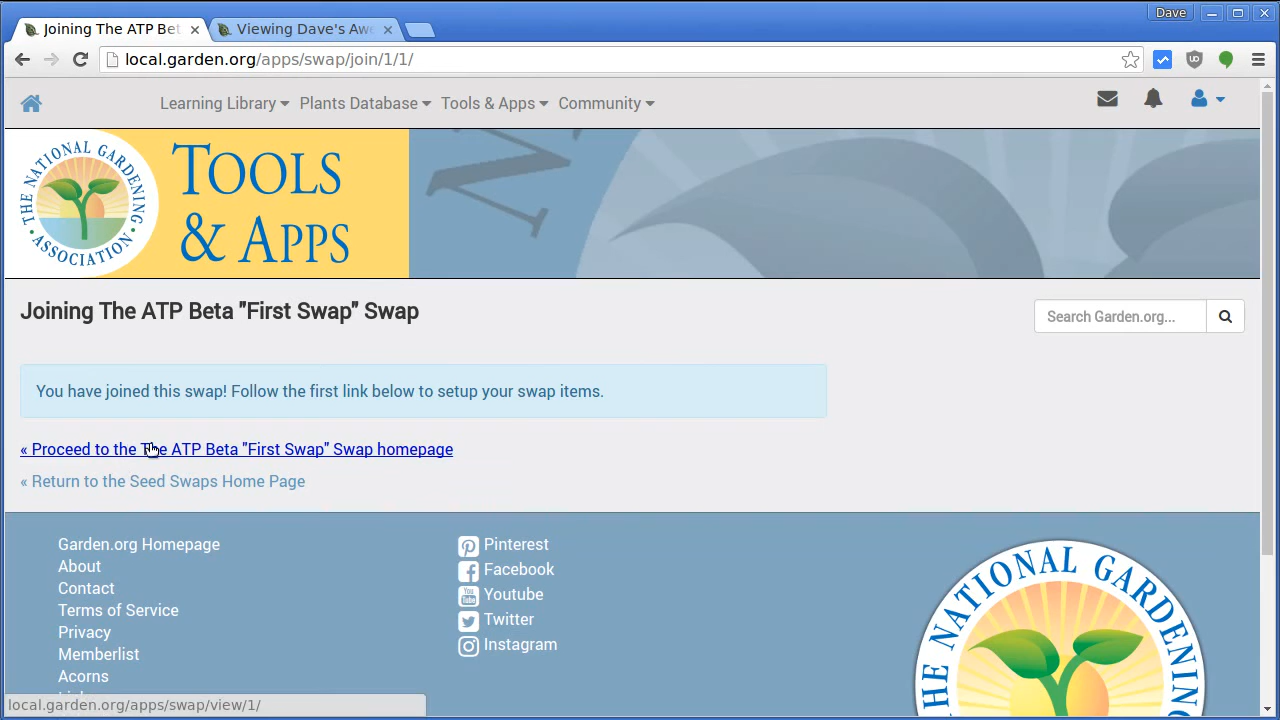 Dave
Joining The ATP Bet
Viewing Dave's Awe
local.garden.org/apps/swap/join/1/1/
Learning Library
Plants Database
Tools & Apps
Community
THE NATIONAL GARDENING ASSOCIATION
TOOLS
& APPS
Joining The ATP Beta "First Swap" Swap
Search Garden.org...
You have joined this swap! Follow the first link below to setup your swap items.
« Proceed to the The ATP Beta "First Swap" Swap homepage
« Return to the Seed Swaps Home Page
Garden.org Homepage
About
Contact
Terms of Service
Privacy
Memberlist
Acorns
Pinterest
Facebook
You Tube Youtube
Twitter
Instagram
THE NATIONAL GARDENING
local.garden.org/apps/swap/view/1/